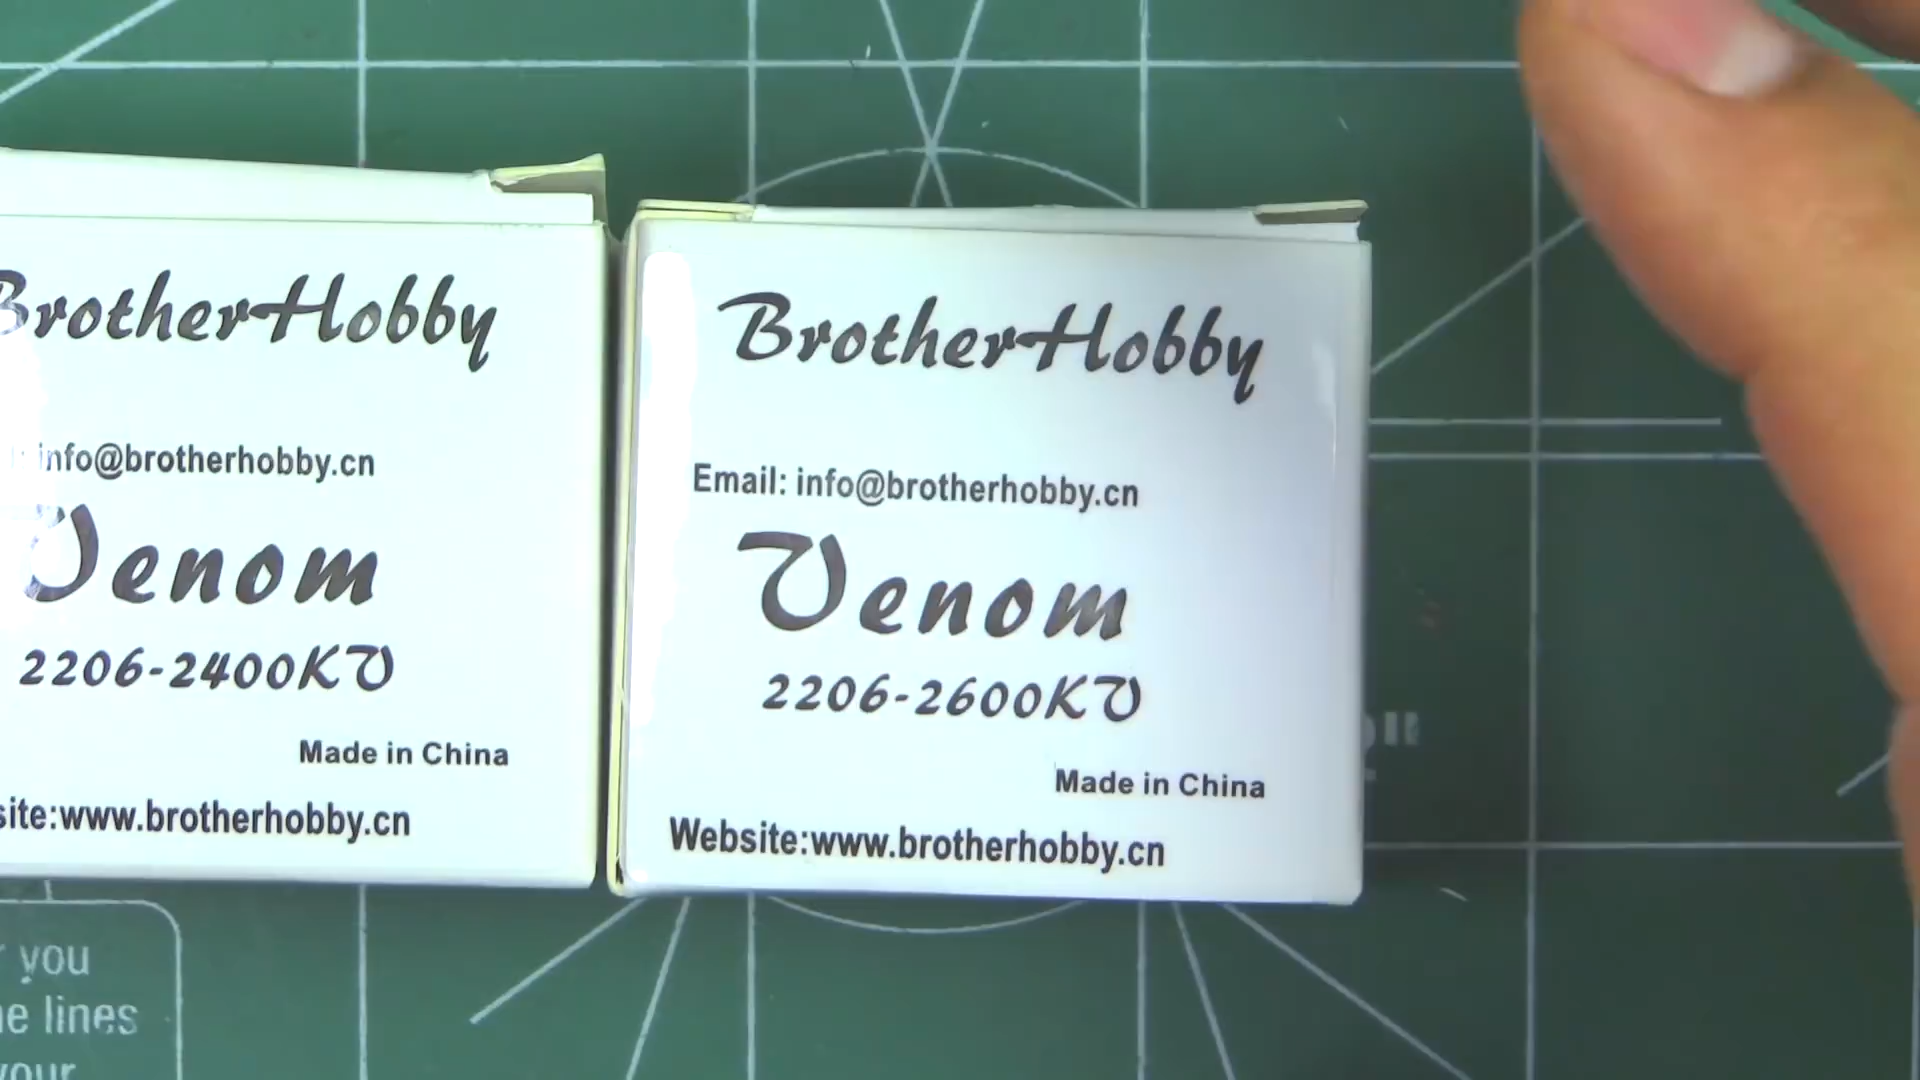 BrotherHobby
info@brotherhobby.cn
Venom
2206-2400KV
Made in China
site:www.brotherhobby.cn
BrotherHobby
Email: info@brotherhobby.cn
Venom
2206-2600KV
Made in China
Website:www.brotherhobby.cn
you
lines
your